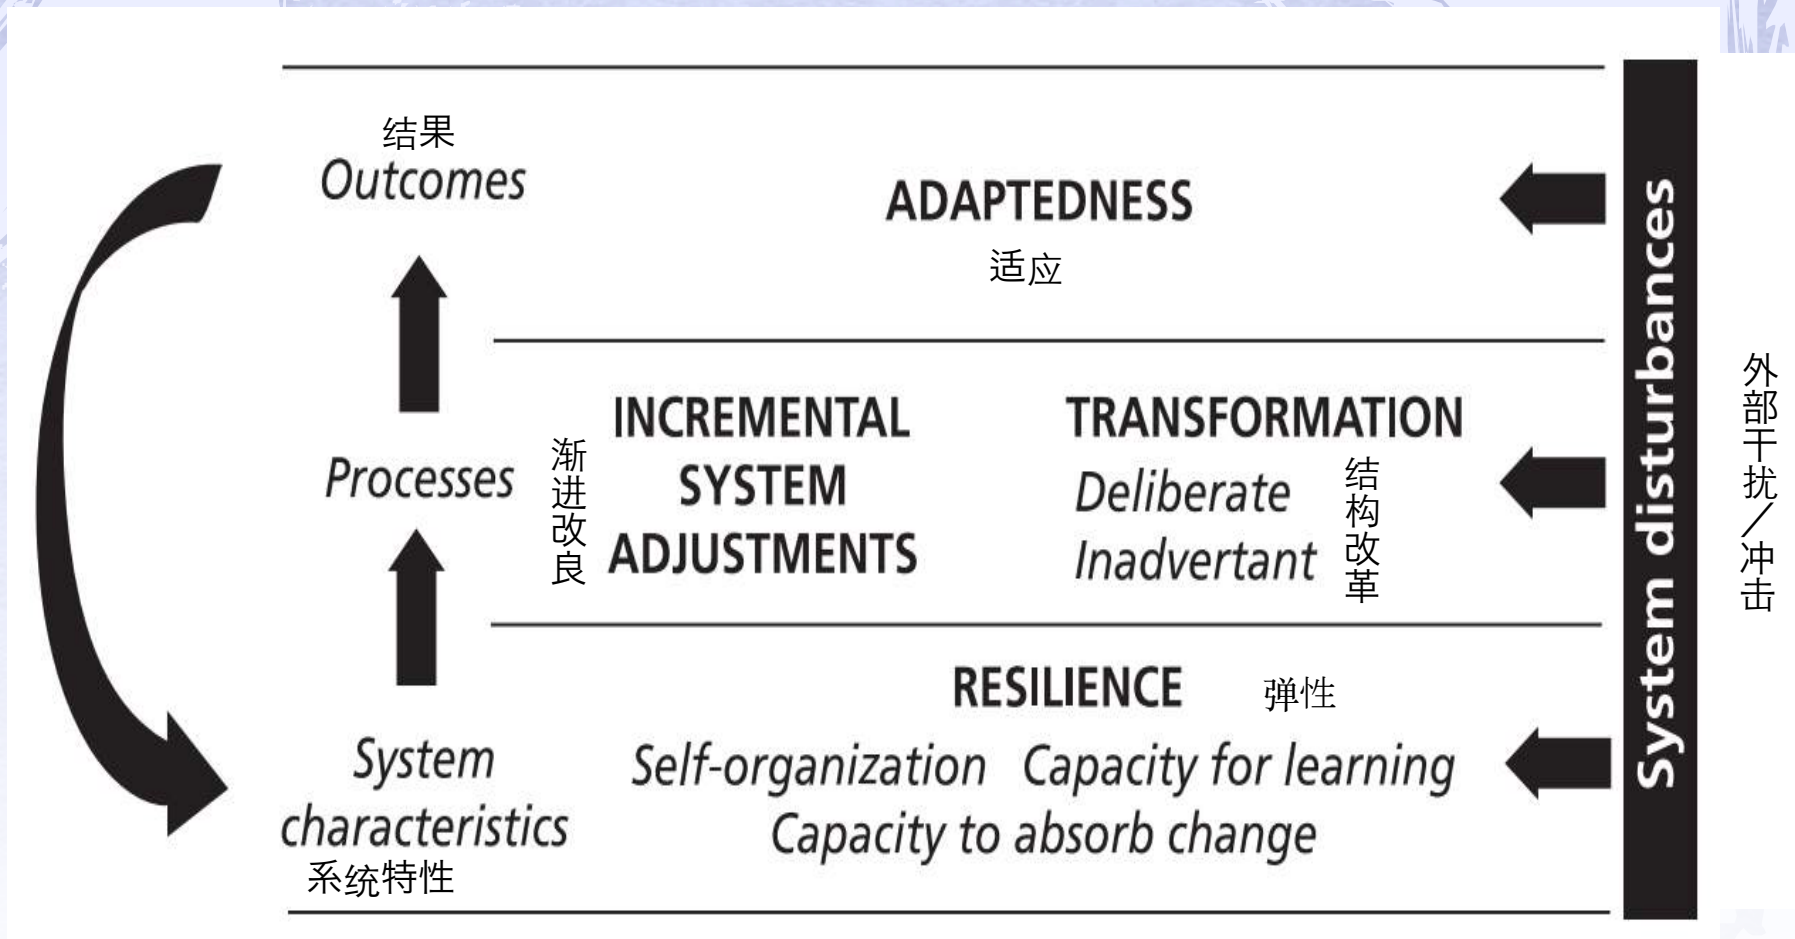 结果
Outcomes
ADAPTEDNESS
适应
Processes
渐进改良
INCREMENTAL
SYSTEM
ADJUSTMENTS
TRANSFORMATION
Deliberate
Inadvertant
结构改革
RESILIENCE 弹性
Self-organization Capacity for learning
Capacity to absorb change
System
characteristics
系统特性
System disturbances
外部干扰/冲击